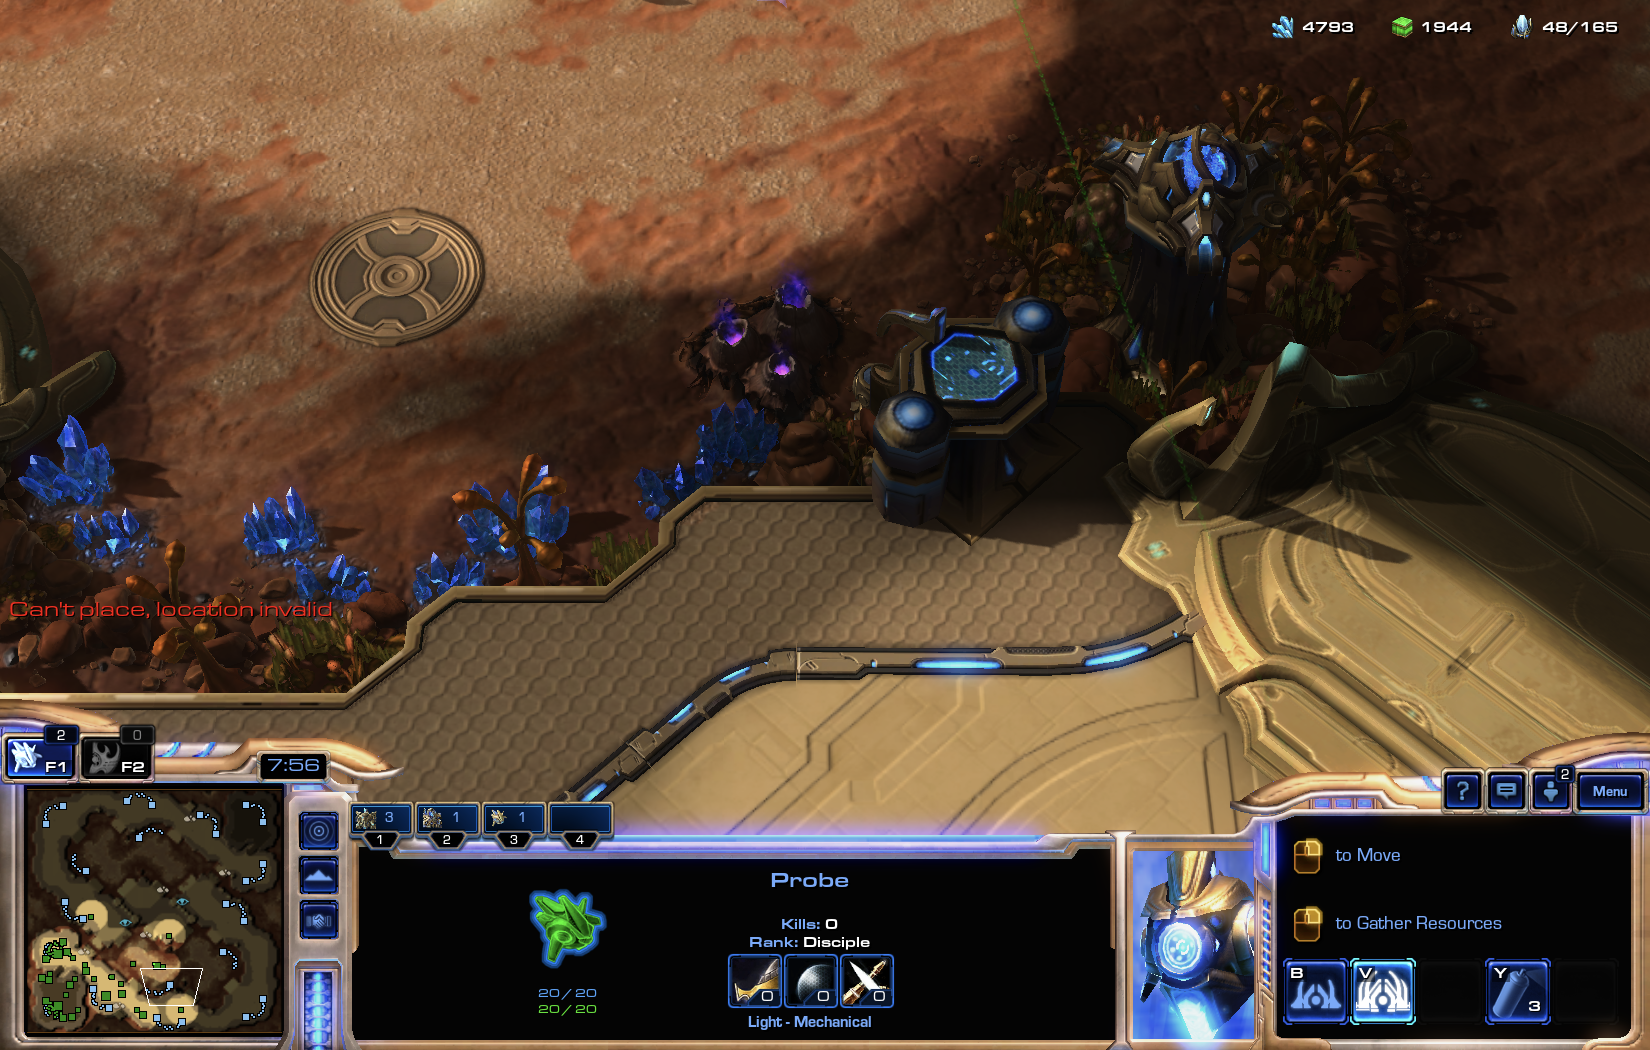 4793
1944
48/165
Can't place, location invalid
2
0
F1
F2
7:56
2
?
Menu
3
1
1
1
2
3
4
Probe
Kills: 0
Rank: Disciple
0
0
0
20/20
20/20
Light - Mechanical
to Move
to Gather Resources
B
V
Y
3